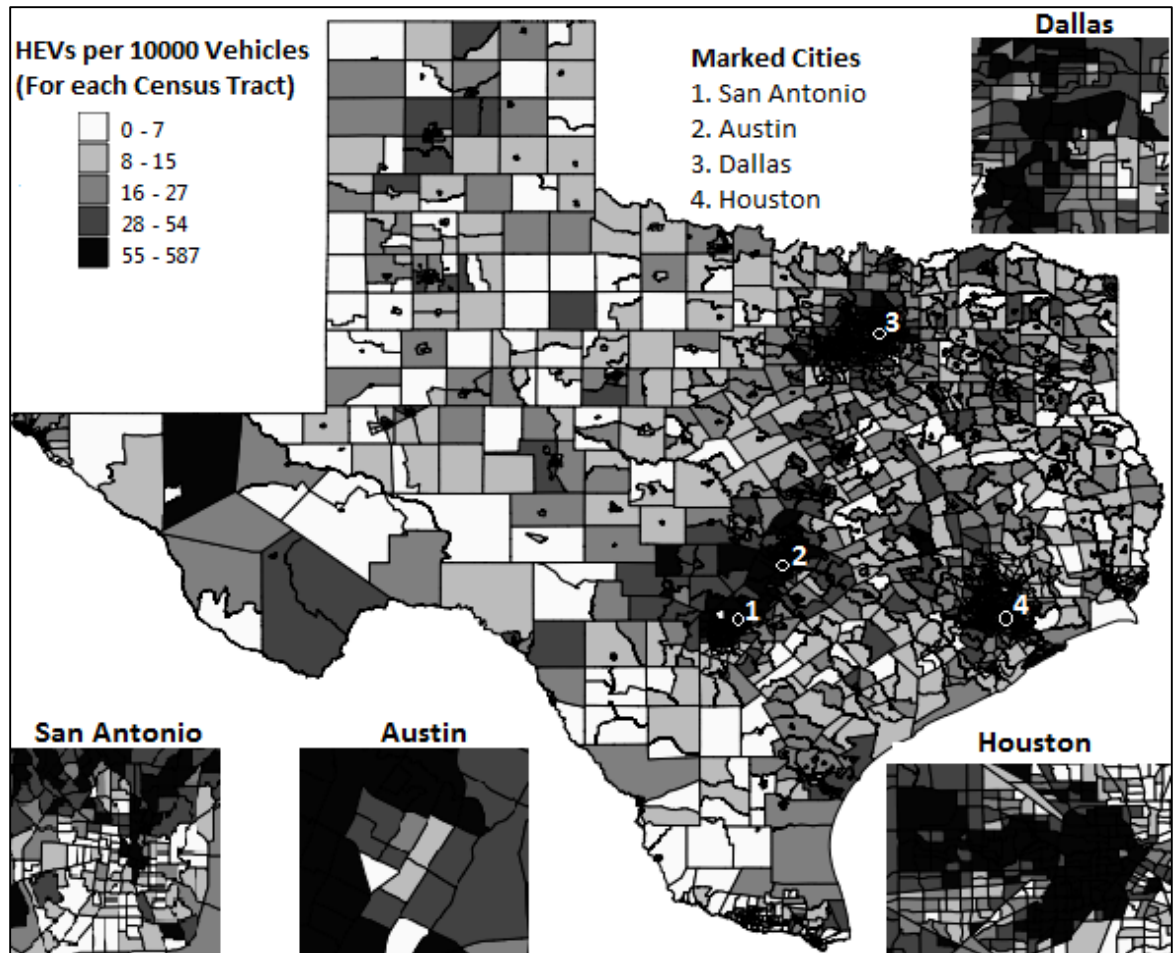 HEVs per 10000 Vehicles
(For each Census Tract)
0 - 7
8 - 15
16 - 27
28 - 54
55 - 587
Marked Cities
1. San Antonio
2. Austin
3. Dallas
4. Houston
Dallas
3
2
1
4
San Antonio
Austin
Houston